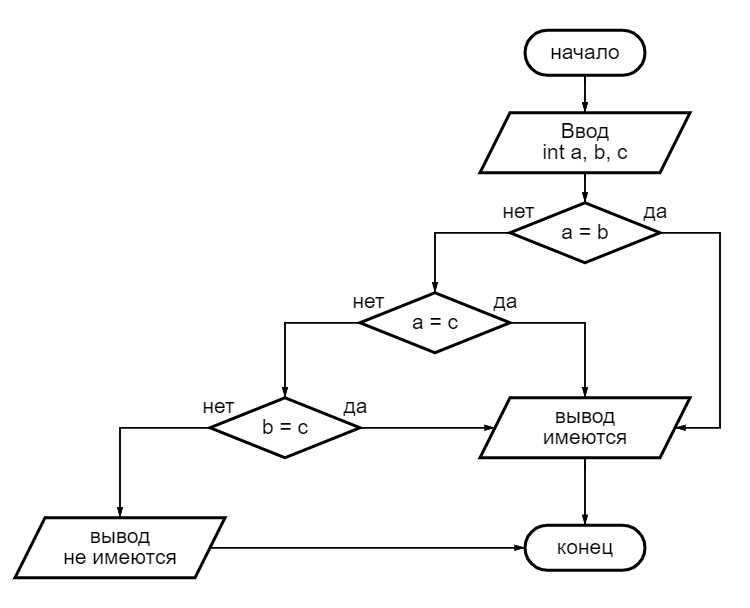 начало
Ввод
int a, b, c
нет
да
a = b
нет
да
a = c
нет
да
b = c
вывод
имеются
вывод
не имеются
конец